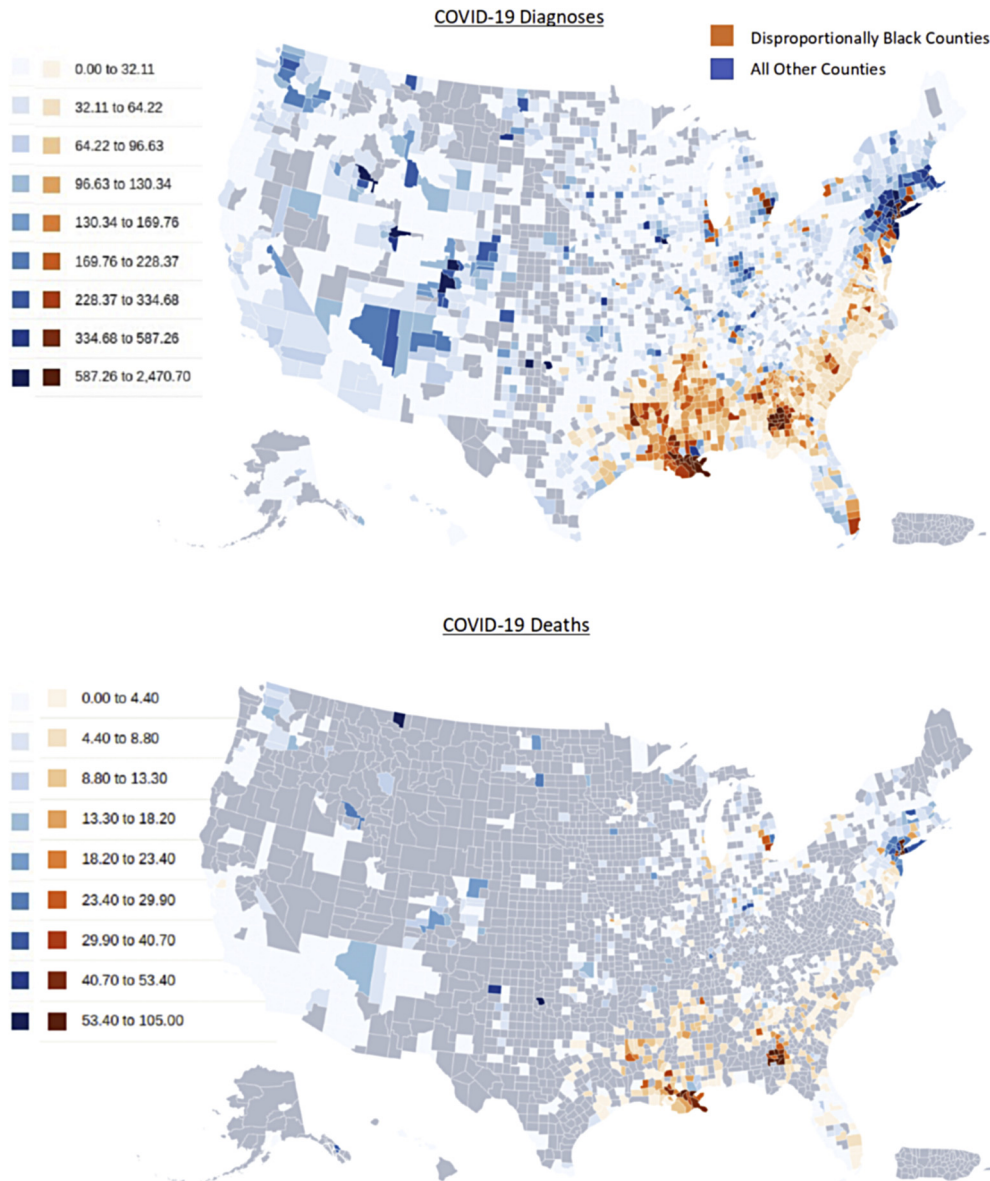 COVID-19 Diagnoses
Disproportionally Black Counties
All Other Counties
0.00 to 32.11
32.11 to 64.22
64.22 to 96.63
96.63 to 130.34
130.34 to 169.76
169.76 to 228.37
228.37 to 334.68
334.68 to 587.26
587.26 to 2,470.70
COVID-19 Deaths
0.00 to 4.40
4.40 to 8.80
8.80 to 13.30
13.30 to 18.20
18.20 to 23.40
23.40 to 29.90
29.90 to 40.70
40.70 to 53.40
53.40 to 105.00